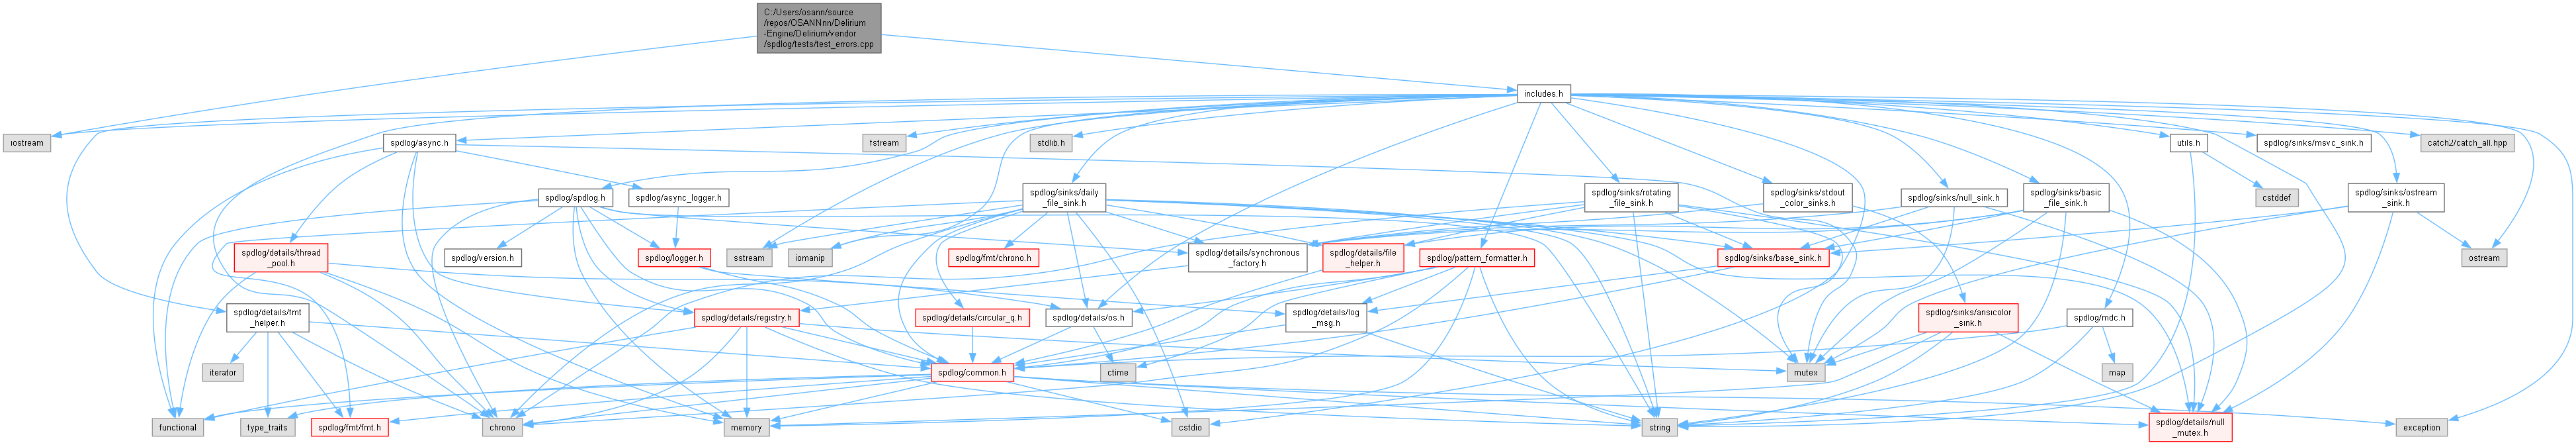 C:/Users/osann/source
/repos/OSANNnn/Delirium
-Engine/Delirium/vendor
/spdlog/tests/test_errors.cpp
includes.h
iostream
spdlog/async.h
fstream
stdlib.h
utils.h
spdlog/sinks/msvc_sink.h
catch2/catch_all.hpp
spdlog/spdlog.h
spdlog/async_logger.h
spdlog/sinks/daily
_file_sink.h
spdlog/sinks/rotating
_file_sink.h
spdlog/sinks/stdout
_color_sinks.h
spdlog/sinks/null_sink.h
spdlog/sinks/basic
_file_sink.h
cstddef
spdlog/sinks/ostream
_sink.h
spdlog/details/thread
_pool.h
spdlog/version.h
spdlog/logger.h
sstream
iomanip
spdlog/fmt/chrono.h
spdlog/details/synchronous
_factory.h
spdlog/details/file
_helper.h
spdlog/pattern_formatter.h
spdlog/sinks/base_sink.h
ostream
spdlog/details/fmt
_helper.h
spdlog/details/registry.h
spdlog/details/circular_q.h
spdlog/details/os.h
spdlog/details/log
_msg.h
spdlog/sinks/ansicolor
_sink.h
spdlog/mdc.h
iterator
spdlog/common.h
ctime
mutex
map
functional
type_traits
spdlog/fmt/fmt.h
chrono
memory
cstdio
string
spdlog/details/null
_mutex.h
exception